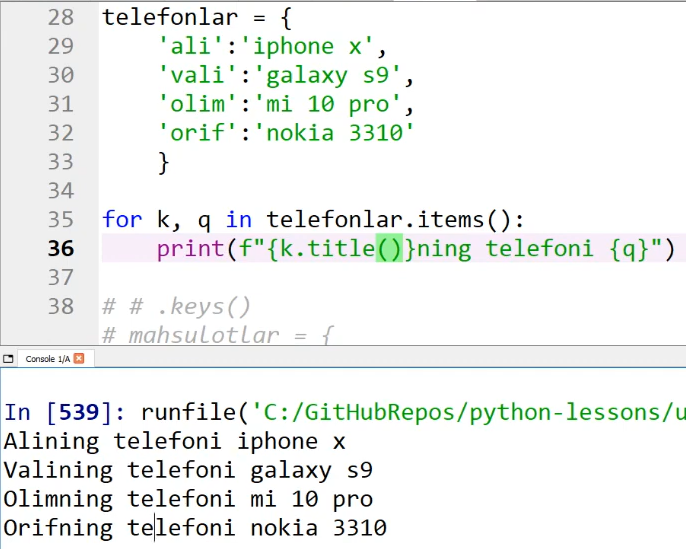 28 telefonlar = {
29     'ali':'iphone x',
30     'vali':'galaxy s9',
31     'olim':'mi 10 pro',
32     'orif':'nokia 3310'
33     }
34
35 for k, q in telefonlar.items():
36     print(f"{k.title()}ning telefoni {q}")
37
38 # # .keys()
# mahsulotlar = {
Console 1/A
In [539]: runfile('C:/GitHubRepos/python-lessons/u
Alining telefoni iphone x
Valining telefoni galaxy s9
Olimning telefoni mi 10 pro
Orifning telefoni nokia 3310